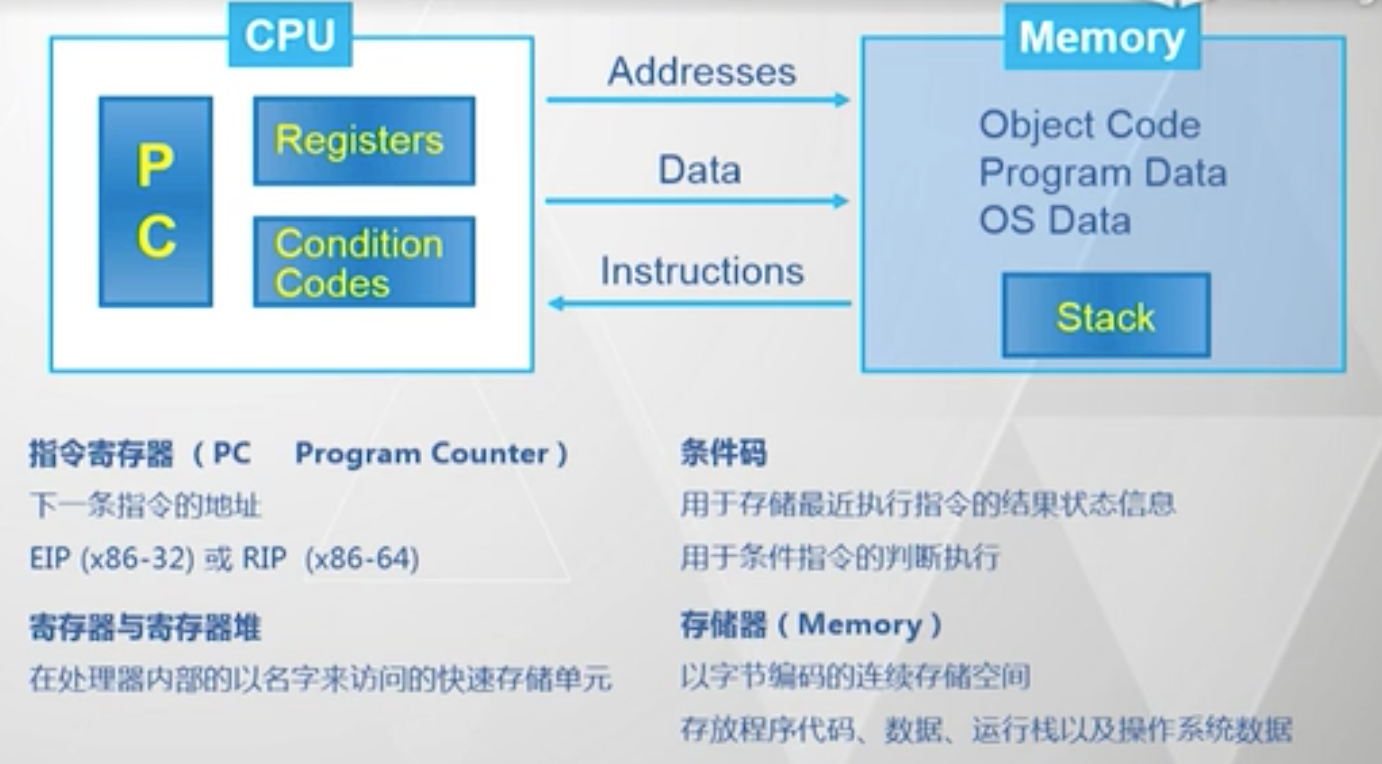 CPU
P
C
Registers
Condition
Codes
Addresses
Data
Instructions
Memory
Object Code
Program Data
OS Data
Stack
指令寄存器 （ PC Program Counter ）
下一条指令的地址
EIP (x86-32) 或 RIP (x86-64)
寄存器与寄存器堆
在处理器内部的以名字来访问的快速存储单元
条件码
用于存储最近执行指令的结果状态信息
用于条件指令的判断执行
存储器（ Memory ）
以字节编码的连续存储空间
存放程序代码、数据、运行栈以及操作系统数据